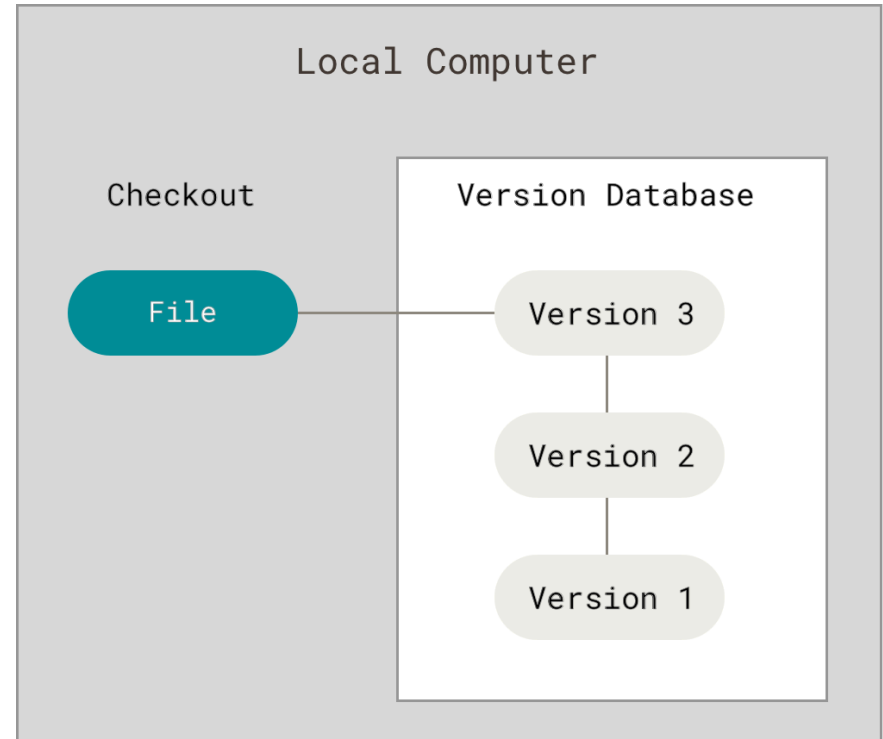 Local Computer
Checkout
Version Database
File
Version 3
Version 2
Version 1